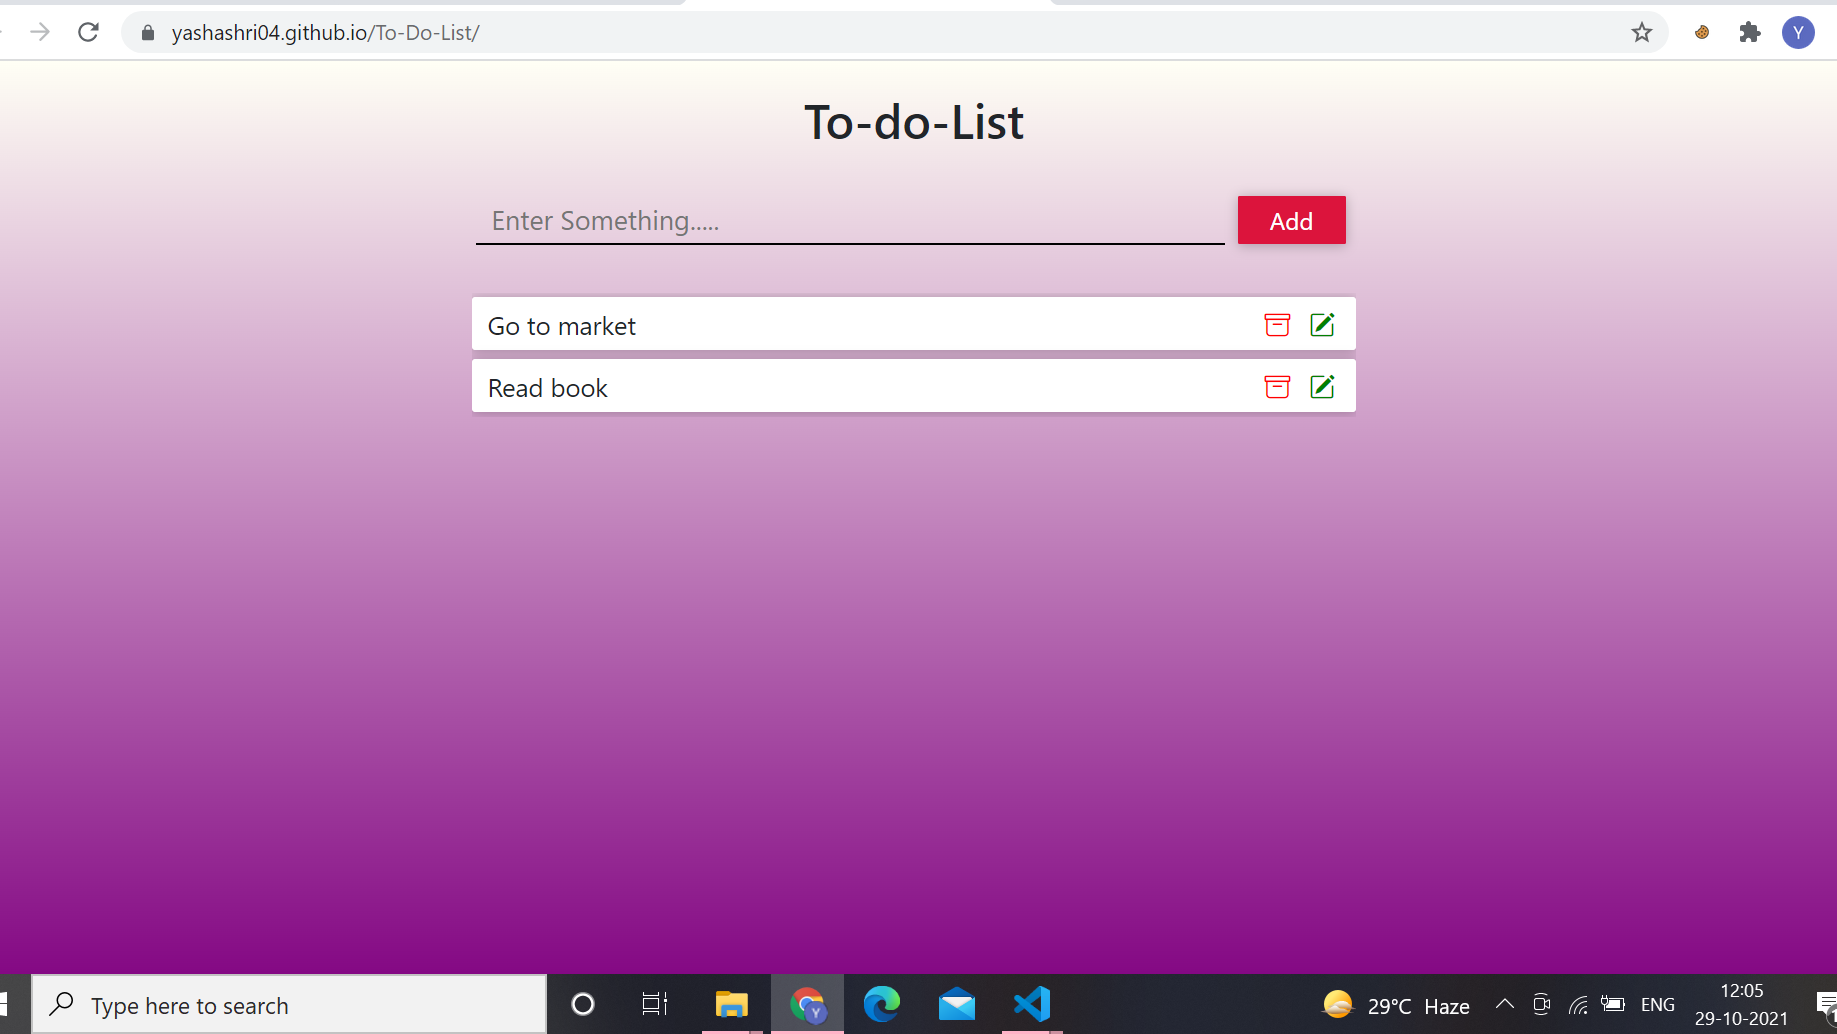 yashashri04.github.io/To-Do-List/
Y
To-do-List
Enter Something.....
Add
Go to market
Read book
Type here to search
Y
29°C Haze
ENG
12:05
29-10-2021